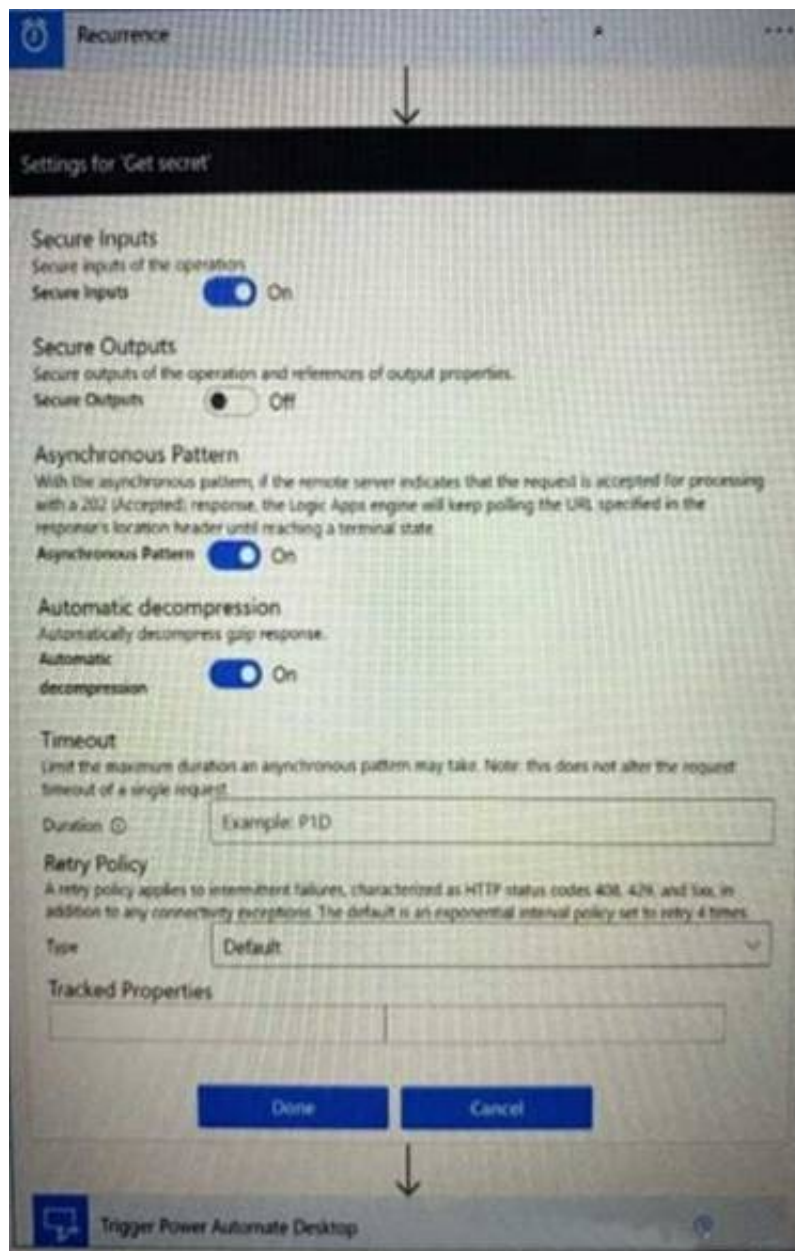 Recurrence
Settings for 'Get secret'
Secure Inputs
Secure inputs of the operation.
Secure Inputs
On
Secure Outputs
Secure outputs of the operation and references of output properties.
Secure Outputs
Off
Asynchronous Pattern
With the asynchronous pattern, if the remote server indicates that the request is accepted for processing
with a 202 (Accepted) response, the Logic Apps engine will keep polling the URL specified in the
response's location header until reaching a terminal state.
Asynchronous Pattern
On
Automatic decompression
Automatically decompress gzip response.
Automatic
decompression
On
Timeout
Limit the maximum duration an asynchronous pattern may take. Note: this does not alter the request
timeout of a single request.
Duration
Example: P1D
Retry Policy
A retry policy applies to intermittent failures, characterized as HTTP status codes 408, 429, and 5xx, in
addition to any connectivity exceptions. The default is an exponential interval policy set to retry 4 times.
Type
Default
Tracked Properties
Done
Cancel
Trigger Power Automate Desktop